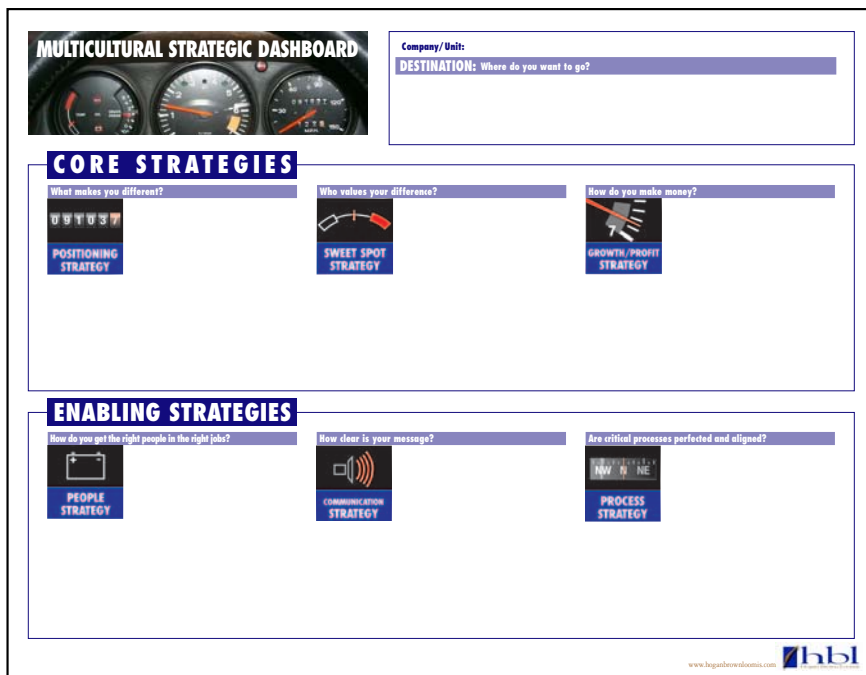 MULTICULTURAL STRATEGIC DASHBOARD
Company/Unit:
DESTINATION: Where do you want to go?
CORE STRATEGIES
What makes you different?
Who values your difference?
How do you make money?
091037
POSITIONING
STRATEGY
SWEET SPOT
STRATEGY
GROWTH/PROFIT
STRATEGY
ENABLING STRATEGIES
How do you get the right people in the right jobs?
How clear is your message?
Are critical processes perfected and aligned?
NW N NE
PEOPLE
STRATEGY
COMMUNICATION
STRATEGY
PROCESS
STRATEGY
www.hoganbrownloomis.com
hbl